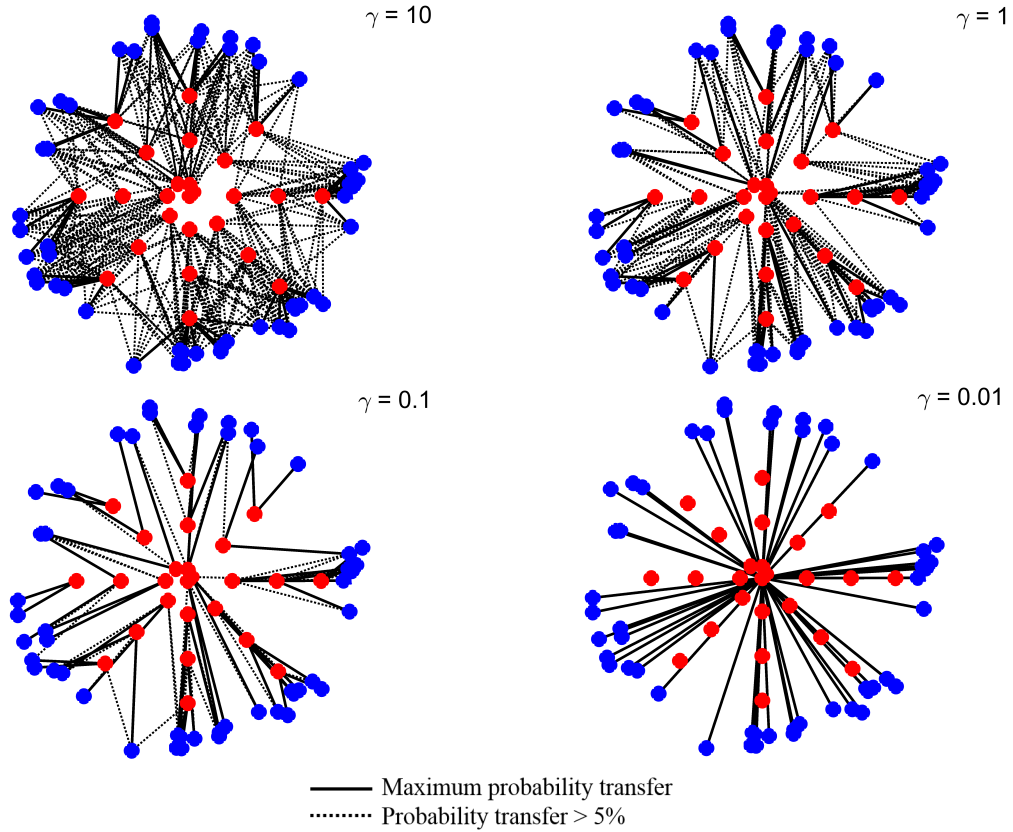 γ = 10
γ = 1
γ = 0.1
γ = 0.01
Maximum probability transfer
Probability transfer > 5%